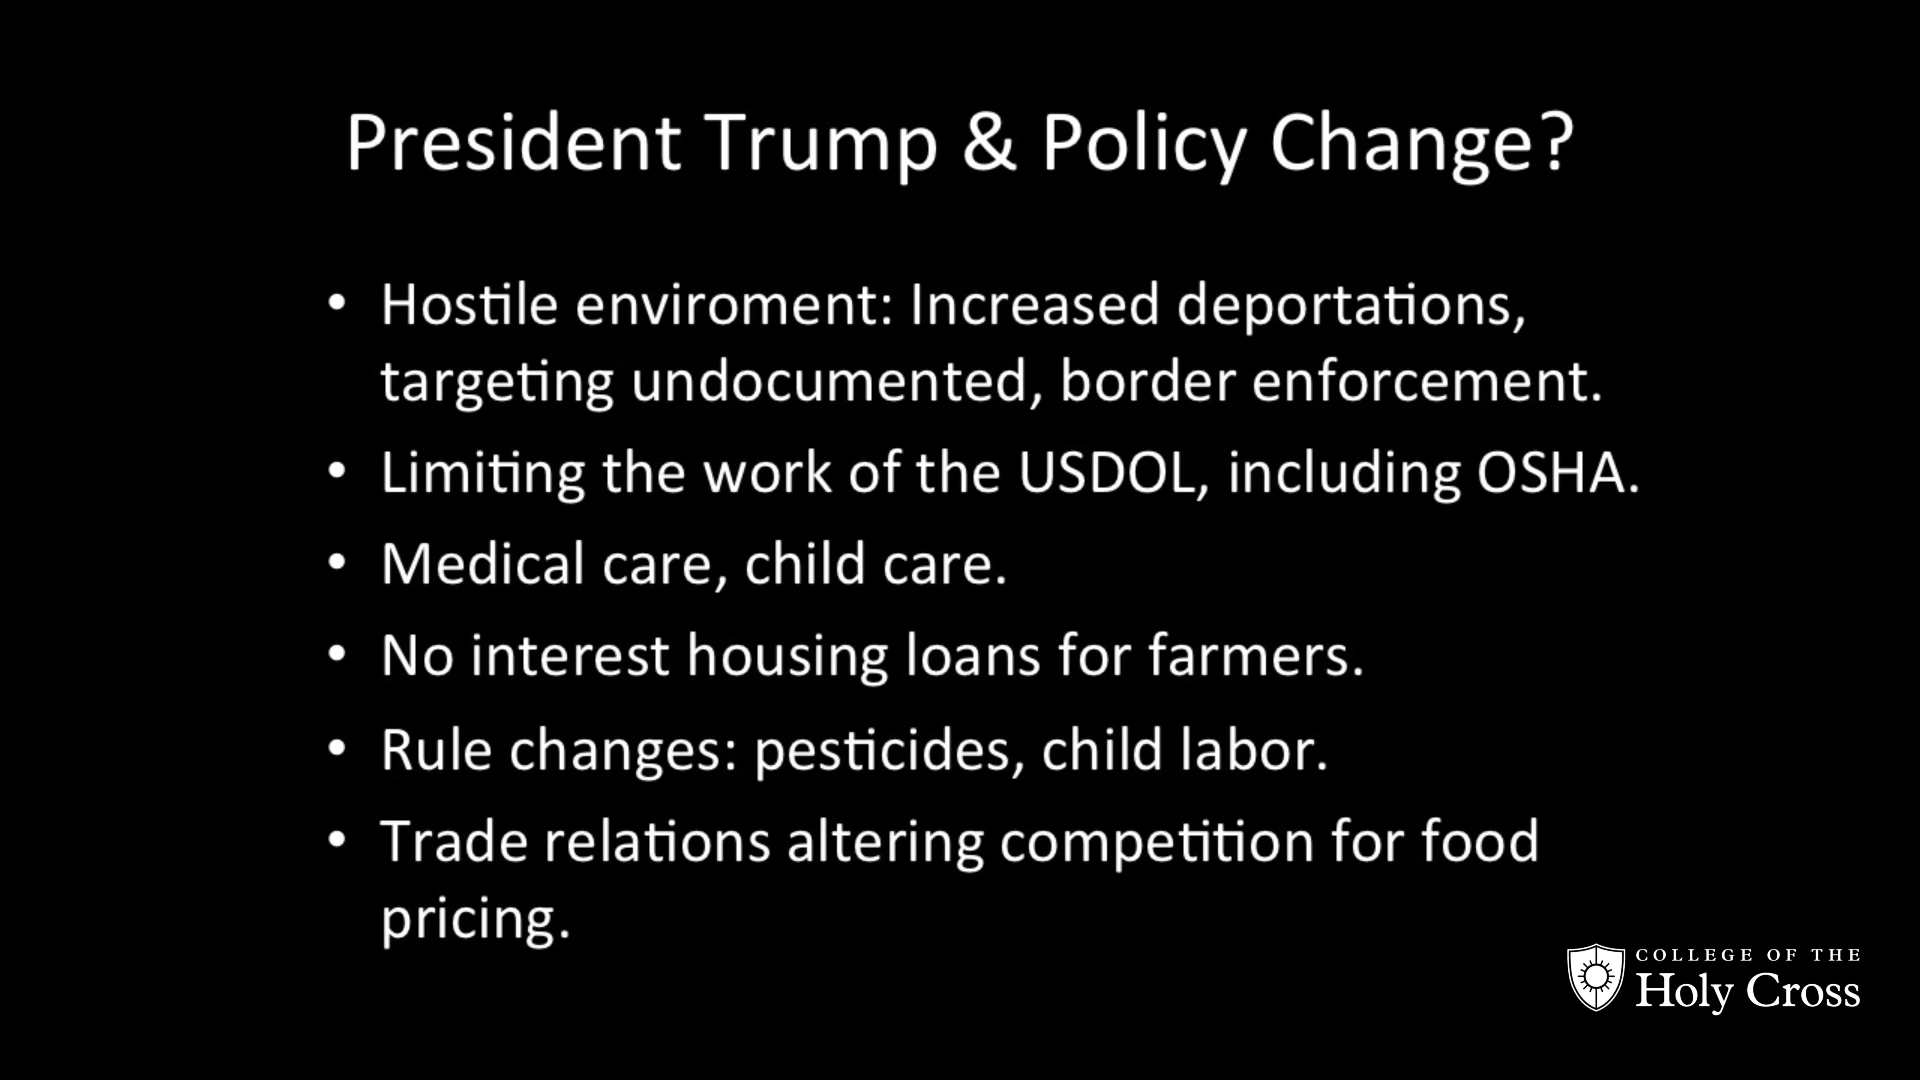 President Trump & Policy Change?
• Hostile enviroment: Increased deportations,
targeting undocumented, border enforcement.
• Limiting the work of the USDOL, including OSHA.
• Medical care, child care.
• No interest housing loans for farmers.
• Rule changes: pesticides, child labor.
• Trade relations altering competition for food
pricing.
COLLEGE OF THE
Holy Cross